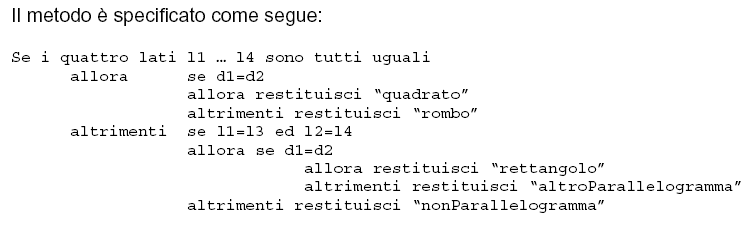 Il metodo è specificato come segue:
Se i quattro lati l1 … l4 sono tutti uguali
allora se d1=d2
allora restituisci “quadrato”
altrimenti restituisci “rombo”
altrimenti se l1=l3 ed l2=l4
allora se d1=d2
allora restituisci “rettangolo”
altrimenti restituisci “altroParallelogramma”
altrimenti restituisci “nonParallelogramma”